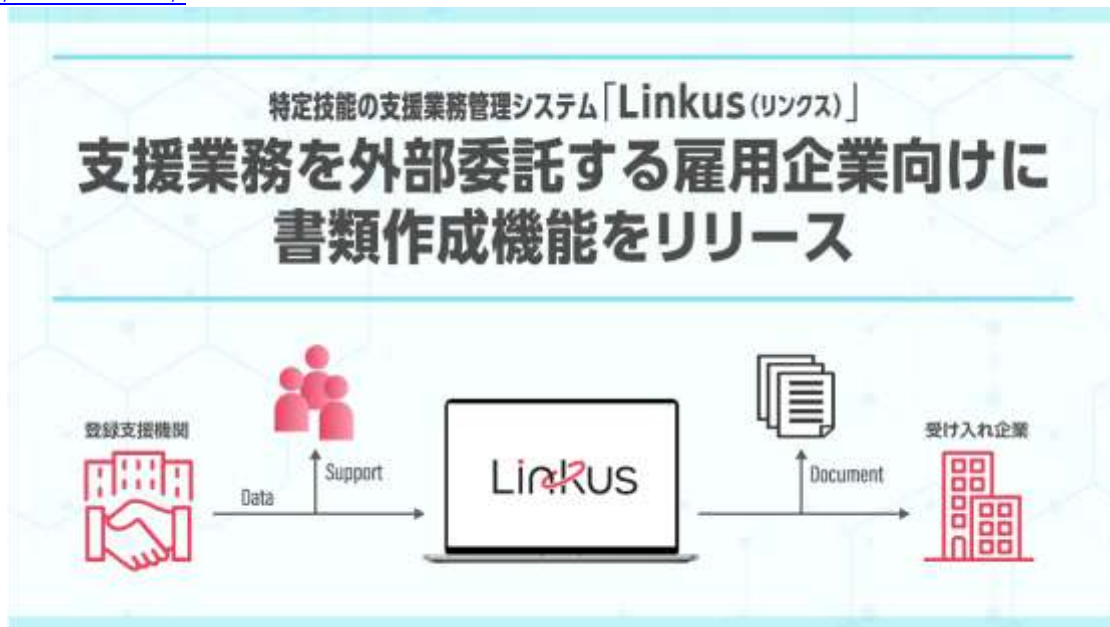 特定技能の支援業務管理システム「Linkus(リンクス)」
支援業務を外部委託する雇用企業向けに
書類作成機能をリリース
登録支援機関
Data
Support
Linkus
Document
受け入れ企業